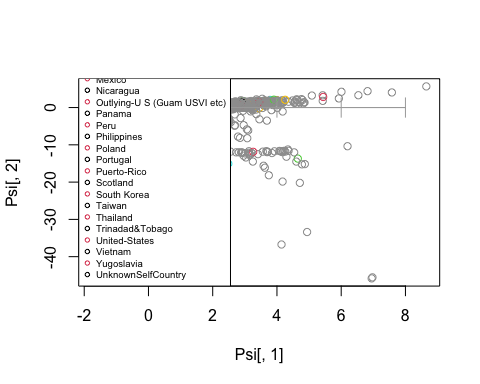 Mexico
Nicaragua
Outlying-U S (Guam USVI etc)
Panama
Peru
Philippines
Poland
Portugal
Puerto-Rico
Scotland
South Korea
Taiwan
Thailand
Trinadad&Tobago
United-States
Vietnam
Yugoslavia
UnknownSelfCountry
0
-10
-20
-30
-40
Psi[, 2]
-2 0 2 4 6 8
Psi[, 1]